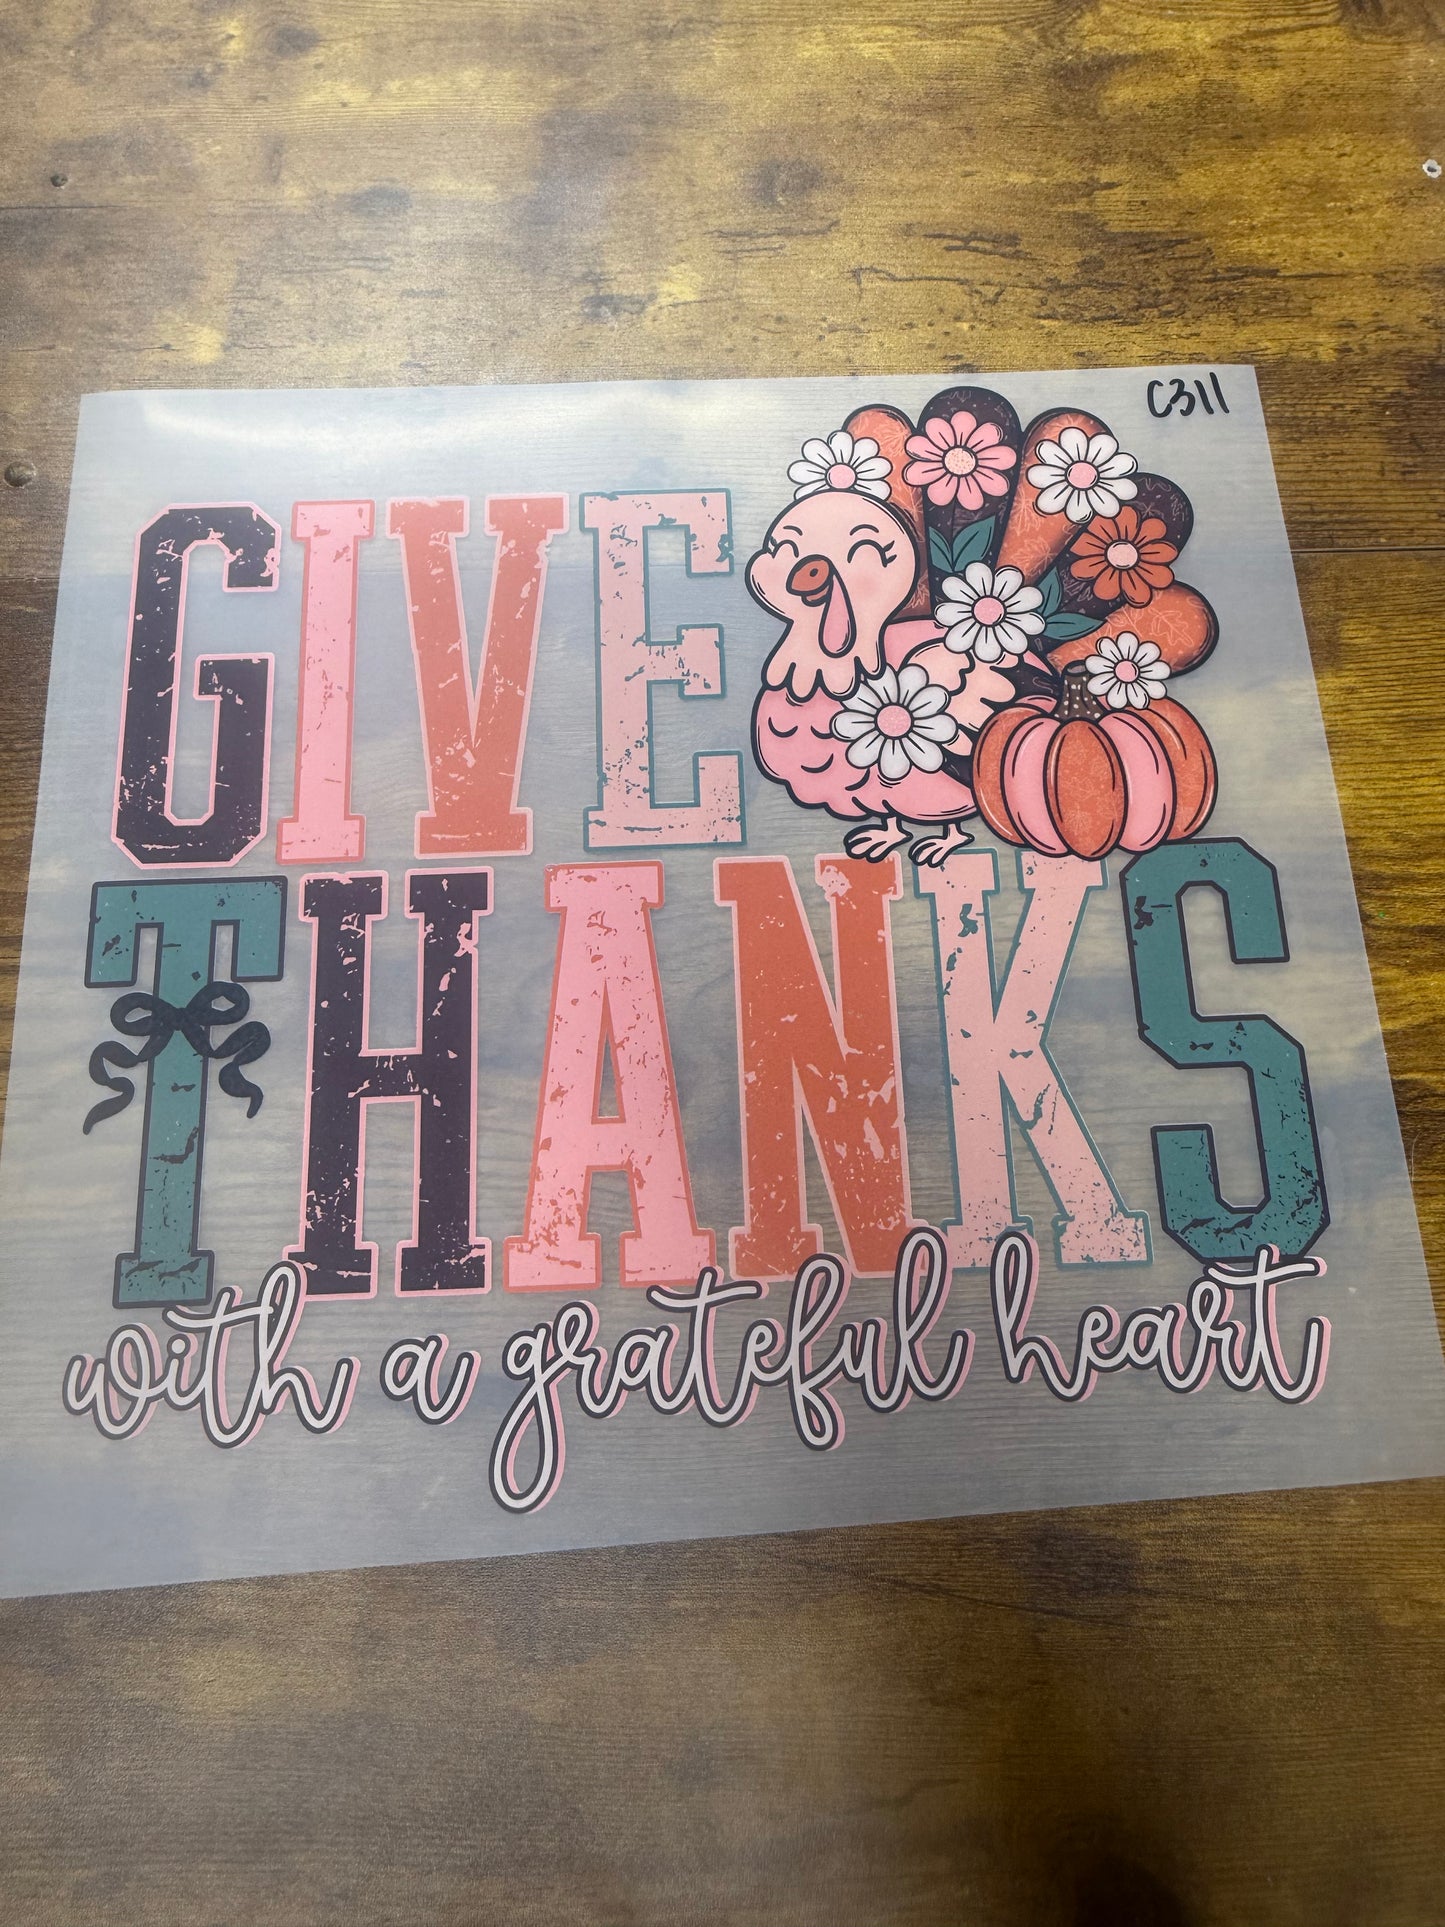 C311
GIVE
THANKS
with a grateful heart